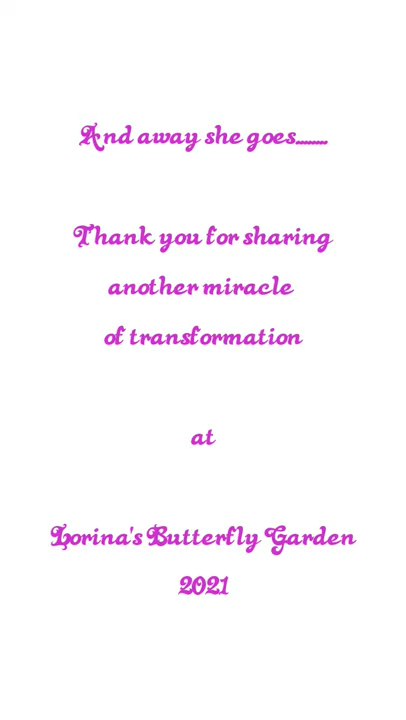 And away she goes........
Thank you for sharing
another miracle
of transformation
at
Lorina's Butterfly Garden
2021